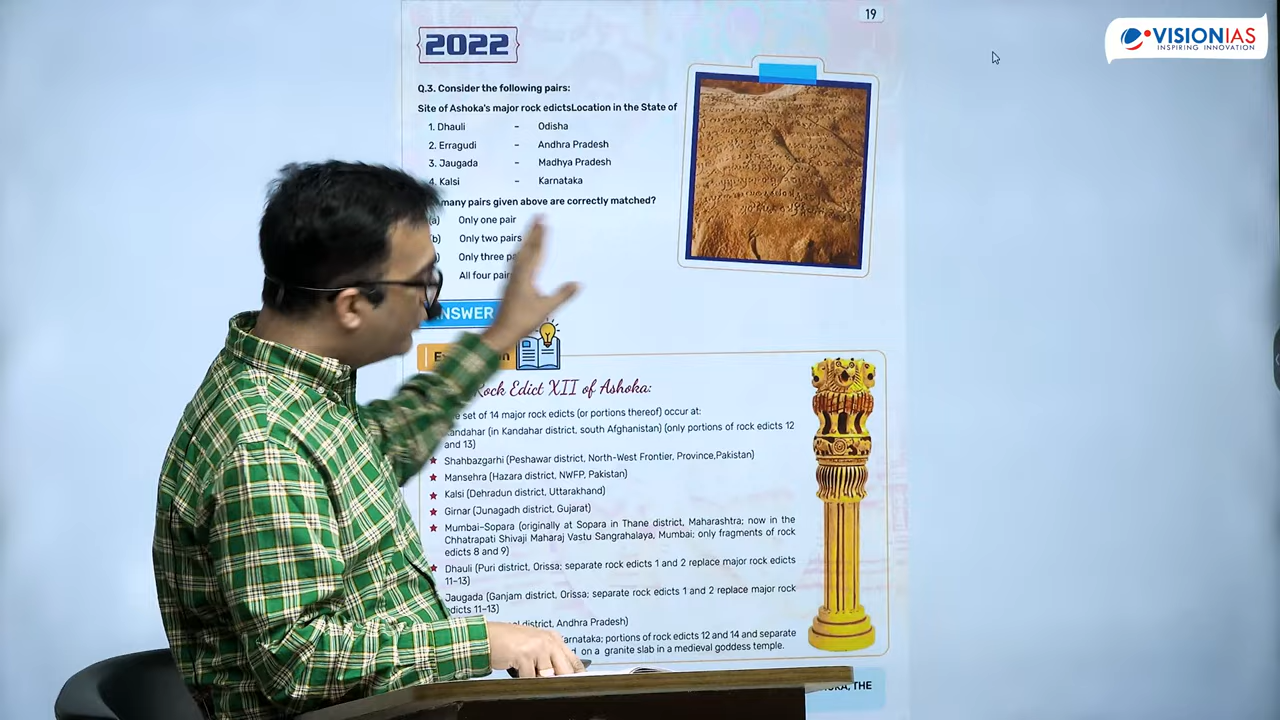 19
VISIONIAS
INSPIRING INNOVATION
2022
Q.3. Consider the following pairs:
Site of Ashoka's major rock edictsLocation in the State of
1. Dhauli – Odisha
2. Erragudi – Andhra Pradesh
3. Jaugada – Madhya Pradesh
4. Kalsi – Karnataka
many pairs given above are correctly matched?
(a) Only one pair
(b) Only two pairs
Only three
All four
ANSWER
Rock Edict XII of Ashoka:
set of 14 major rock edicts (or portions thereof) occur at:
Kandahar (in Kandahar district, south Afghanistan) (only portions of rock edicts 12
and 13)
Shahbazgarhi (Peshawar district, North-West Frontier, Province,Pakistan)
Mansehra (Hazara district, NWFP, Pakistan)
Kalsi (Dehradun district, Uttarakhand)
Girnar (Junagadh district, Gujarat)
Mumbai-Sopara (originally at Sopara in Thane district, Maharashtra; now in the
Chhatrapati Shivaji Maharaj Vastu Sangrahalaya, Mumbai; only fragments of rock
edicts 8 and 9)
Dhauli (Puri district, Orissa; separate rock edicts 1 and 2 replace major rock edicts
11-13)
Jaugada (Ganjam district, Orissa; separate rock edicts 1 and 2 replace major rock
edicts 11-13)
district, Andhra Pradesh)
Karnataka; portions of rock edicts 12 and 14 and separate
on a granite slab in a medieval goddess temple.
THE